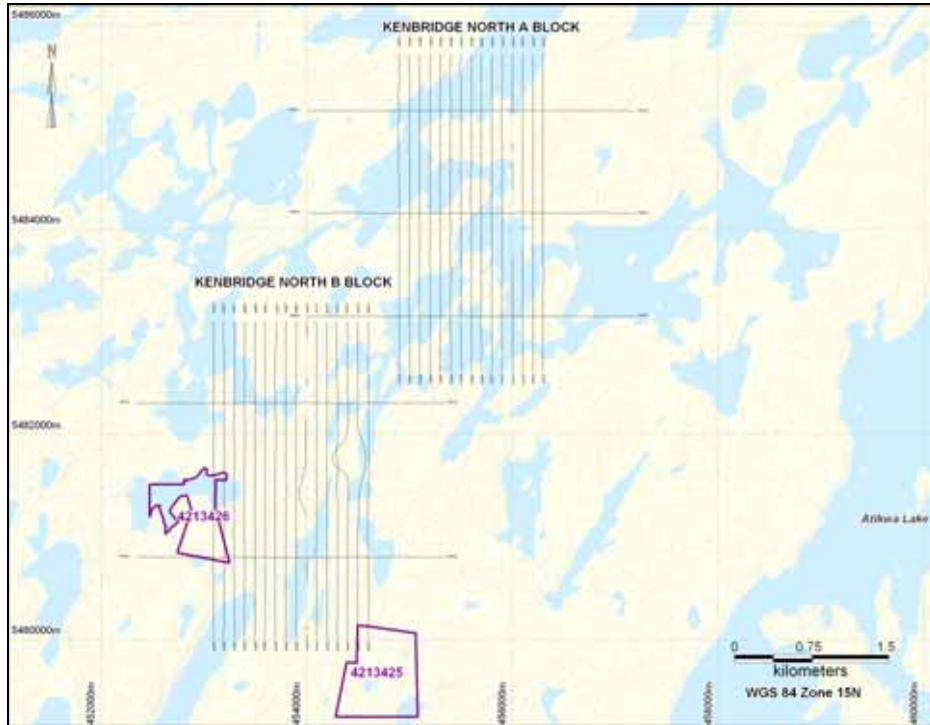 5486000m
KENBRIDGE NORTH A BLOCK
N
5484000m
KENBRIDGE NORTH B BLOCK
5482000m
4213426
Atikwa Lake
5480000m
4213425
0 0.75 1.5
kilometers
WGS 84 Zone 15N
452000m
454000m
456000m
458000m
460000m